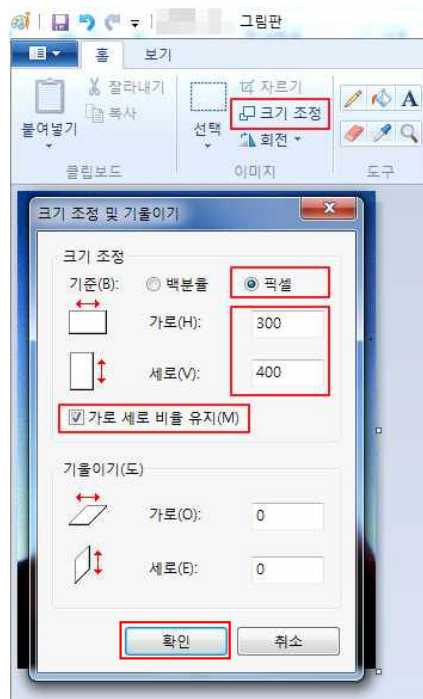 그림판
홈 보기
붙여넣기
잘라내기
복사
클립보드
선택
자르기
크기 조정
회전
이미지
A
도구
크기 조정 및 기울이기
크기 조정
기준(B): 백분율 픽셀
가로(H): 300
세로(V): 400
가로 세로 비율 유지(M)
기울이기(도)
가로(O): 0
세로(E): 0
확인 취소